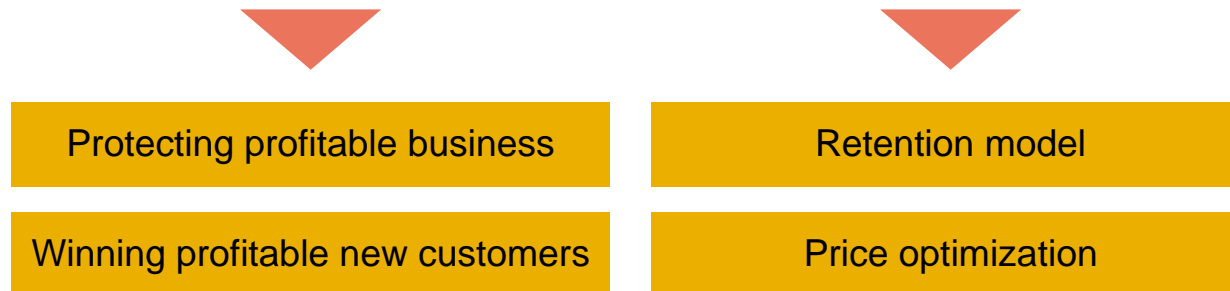 Protecting profitable business
Retention model
Winning profitable new customers
Price optimization